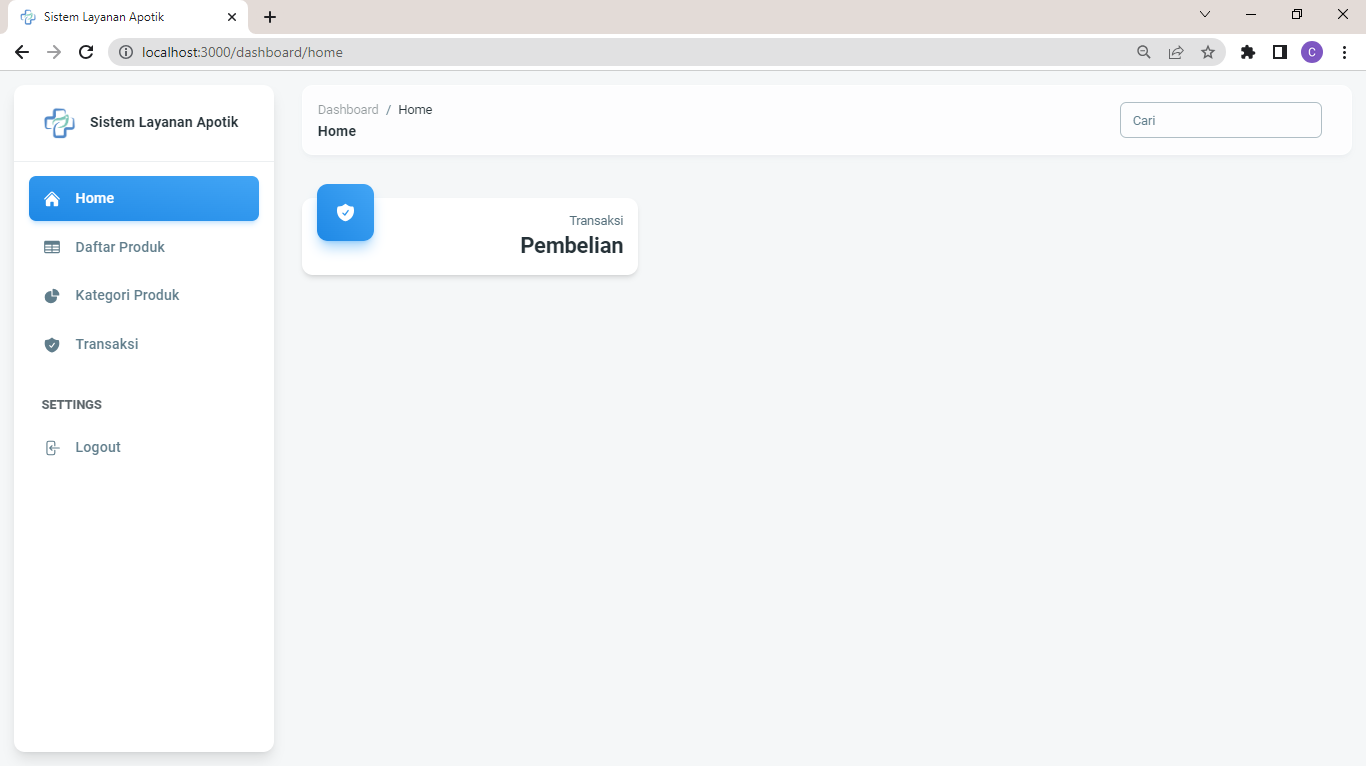 Sistem Layanan Apotik
localhost:3000/dashboard/home
C
Sistem Layanan Apotik
Home
Daftar Produk
Kategori Produk
Transaksi
SETTINGS
Logout
Dashboard / Home
Home
Cari
Transaksi
Pembelian